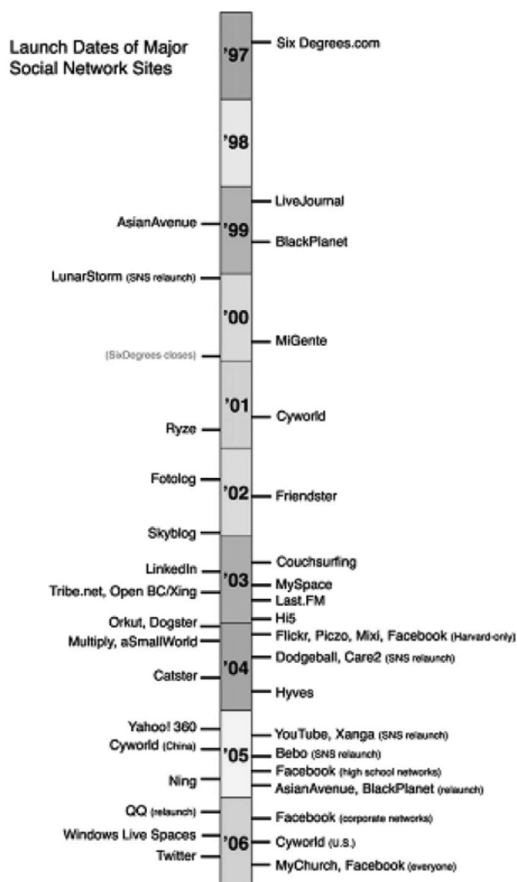 Launch Dates of Major
Social Network Sites
'97
Six Degrees.com
'98
LiveJournal
AsianAvenue
'99
BlackPlanet
LunarStorm (SNS relaunch)
'00
MiGente
(SixDegrees closes)
'01
Cyworld
Ryze
Fotolog
'02
Friendster
Skyblog
Couchsurfing
LinkedIn
'03
MySpace
Tribe.net, Open BC/Xing
Last.FM
Hi5
Orkut, Dogster
Flickr, Piczo, Mixi, Facebook (Harvard-only)
Multiply, aSmallWorld
Dodgeball, Care2 (SNS relaunch)
'04
Catster
Hyves
Yahoo! 360
YouTube, Xanga (SNS relaunch)
Cyworld (China)
'05
Bebo (SNS relaunch)
Facebook (high school networks)
Ning
AsianAvenue, BlackPlanet (relaunch)
QQ (relaunch)
Facebook (corporate networks)
Windows Live Spaces
'06
Cyworld (U.S.)
Twitter
MyChurch, Facebook (everyone)